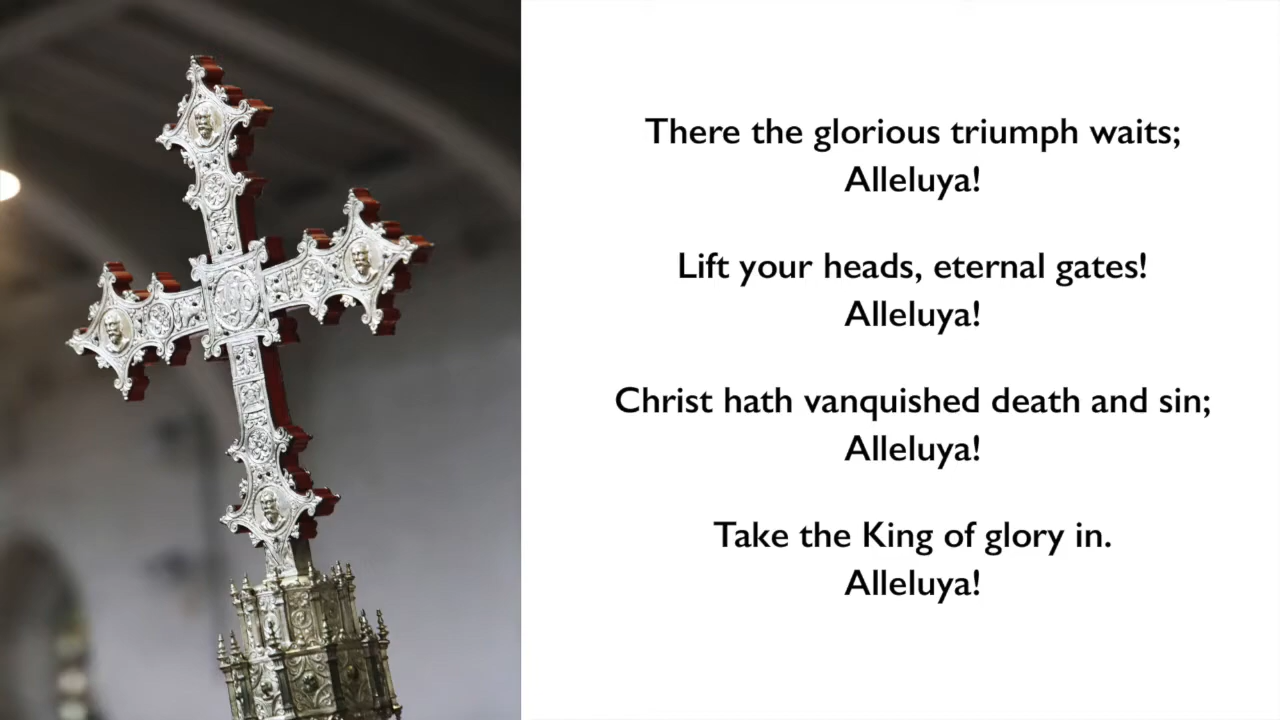 There the glorious triumph waits;
Alleluya!
Lift your heads, eternal gates!
Alleluya!
Christ hath vanquished death and sin;
Alleluya!
Take the King of glory in.
Alleluya!